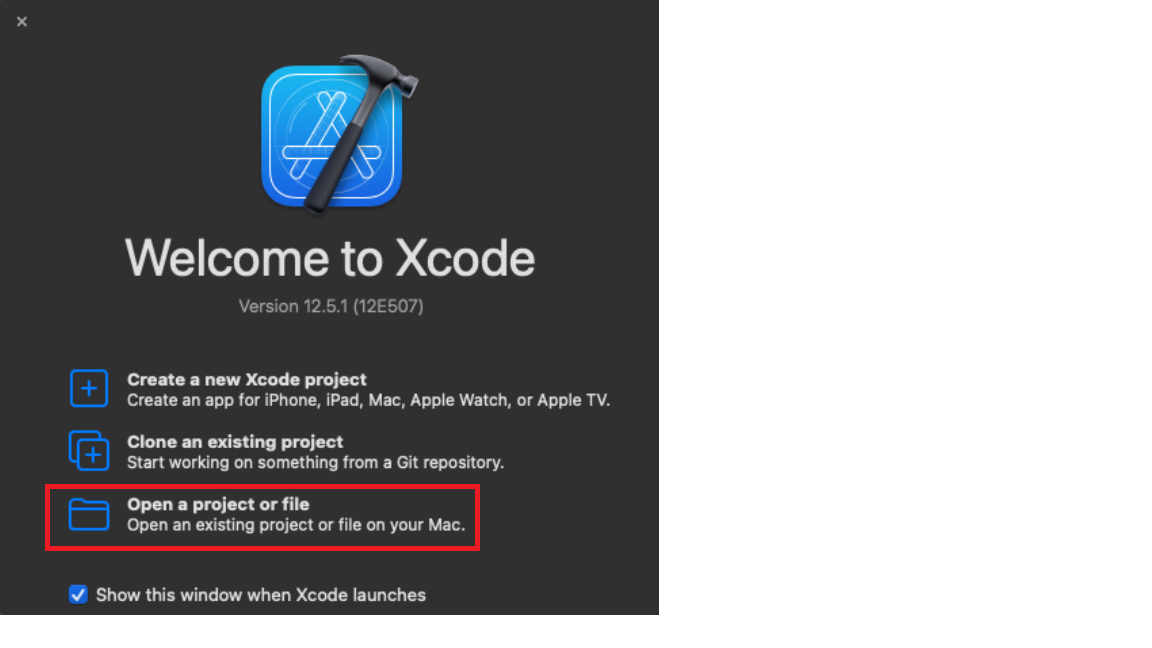 Welcome to Xcode
Version 12.5.1 (12E507)
Create a new Xcode project
Create an app for iPhone, iPad, Mac, Apple Watch, or Apple TV.
Clone an existing project
Start working on something from a Git repository.
Open a project or file
Open an existing project or file on your Mac.
Show this window when Xcode launches